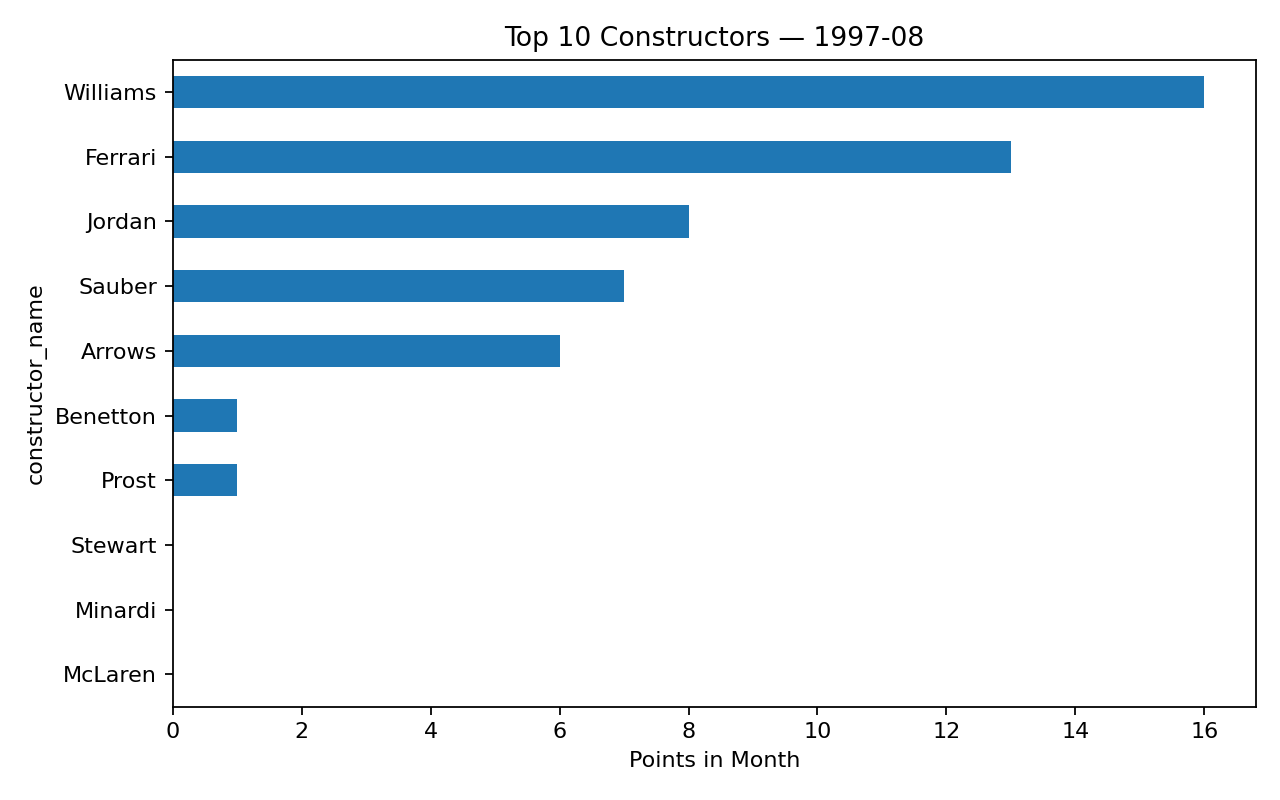 Top 10 Constructors — 1997-08
constructor_name
Williams
Ferrari
Jordan
Sauber
Arrows
Benetton
Prost
Stewart
Minardi
McLaren
0 2 4 6 8 10 12 14 16
Points in Month